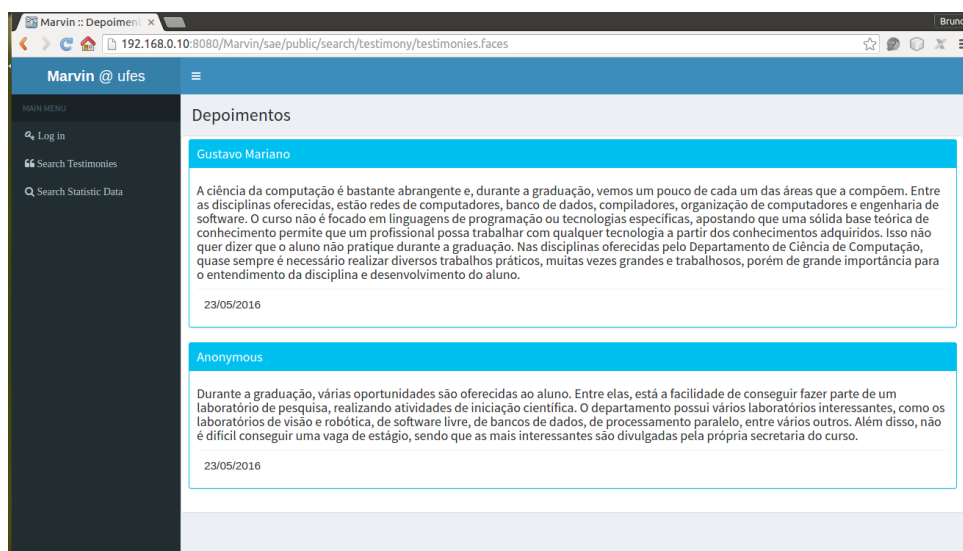 Marvin :: Depoiment
Bruno
192.168.0.10:8080/Marvin/sae/public/search/testimony/testimonies.faces
Marvin @ ufes
MAIN MENU
Log in
Search Testimonies
Search Statistic Data
Depoimentos
Gustavo Mariano
A ciência da computação é bastante abrangente e, durante a graduação, vemos um pouco de cada um das áreas que a compõem. Entre
as disciplinas oferecidas, estão redes de computadores, banco de dados, compiladores, organização de computadores e engenharia de
software. O curso não é focado em linguagens de programação ou tecnologias específicas, apostando que uma sólida base teórica de
conhecimento permite que um profissional possa trabalhar com qualquer tecnologia a partir dos conhecimentos adquiridos. Isso não
quer dizer que o aluno não pratique durante a graduação. Nas disciplinas oferecidas pelo Departamento de Ciência de Computação,
quase sempre é necessário realizar diversos trabalhos práticos, muitas vezes grandes e trabalhosos, porém de grande importância para
o entendimento da disciplina e desenvolvimento do aluno.
23/05/2016
Anonymous
Durante a graduação, várias oportunidades são oferecidas ao aluno. Entre elas, está a facilidade de conseguir fazer parte de um
laboratório de pesquisa, realizando atividades de iniciação científica. O departamento possui vários laboratórios interessantes, como os
laboratórios de visão e robótica, de software livre, de bancos de dados, de processamento paralelo, entre vários outros. Além disso, não
é difícil conseguir uma vaga de estágio, sendo que as mais interessantes são divulgadas pela própria secretaria do curso.
23/05/2016